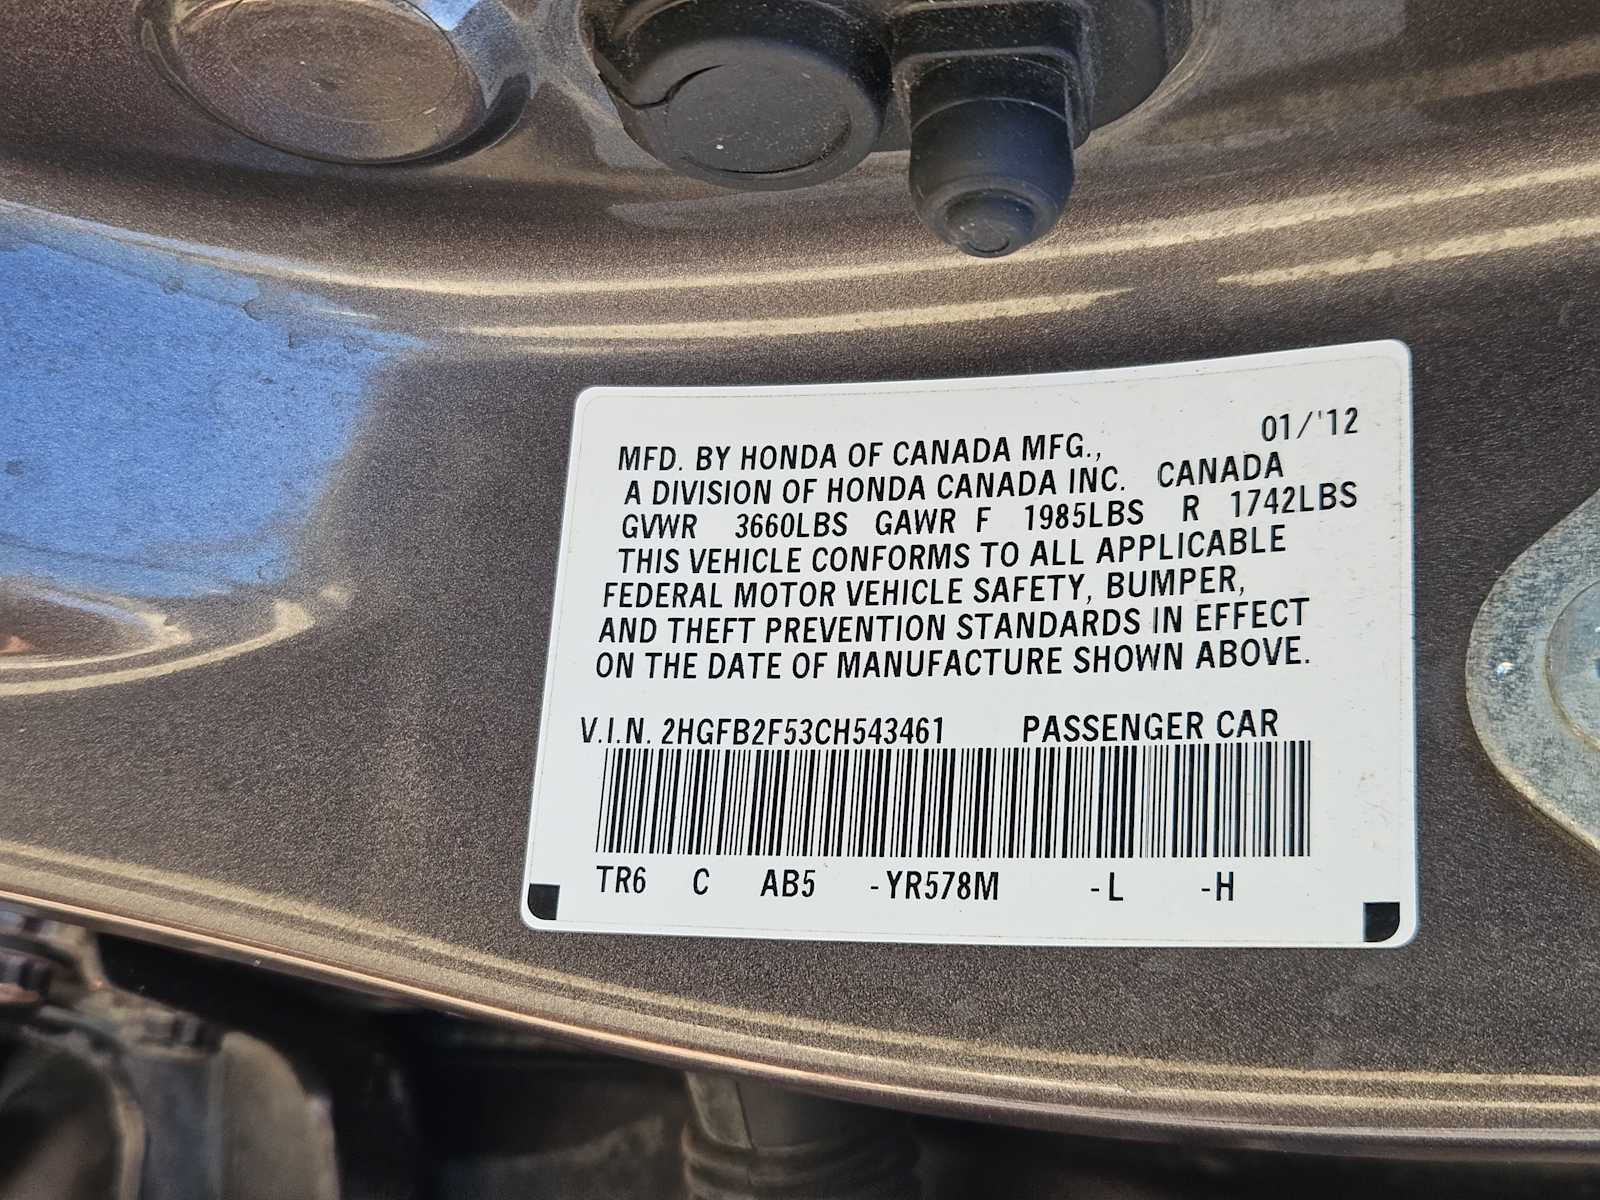 01/'12
MFD. BY HONDA OF CANADA MFG.,
A DIVISION OF HONDA CANADA INC. CANADA
GVWR 3660LBS GAWR F 1985LBS R 1742LBS
THIS VEHICLE CONFORMS TO ALL APPLICABLE
FEDERAL MOTOR VEHICLE SAFETY, BUMPER,
AND THEFT PREVENTION STANDARDS IN EFFECT
ON THE DATE OF MANUFACTURE SHOWN ABOVE.
V.I.N. 2HGFB2F53CH543461 PASSENGER CAR
TR6 C AB5 -YR578M -L -H